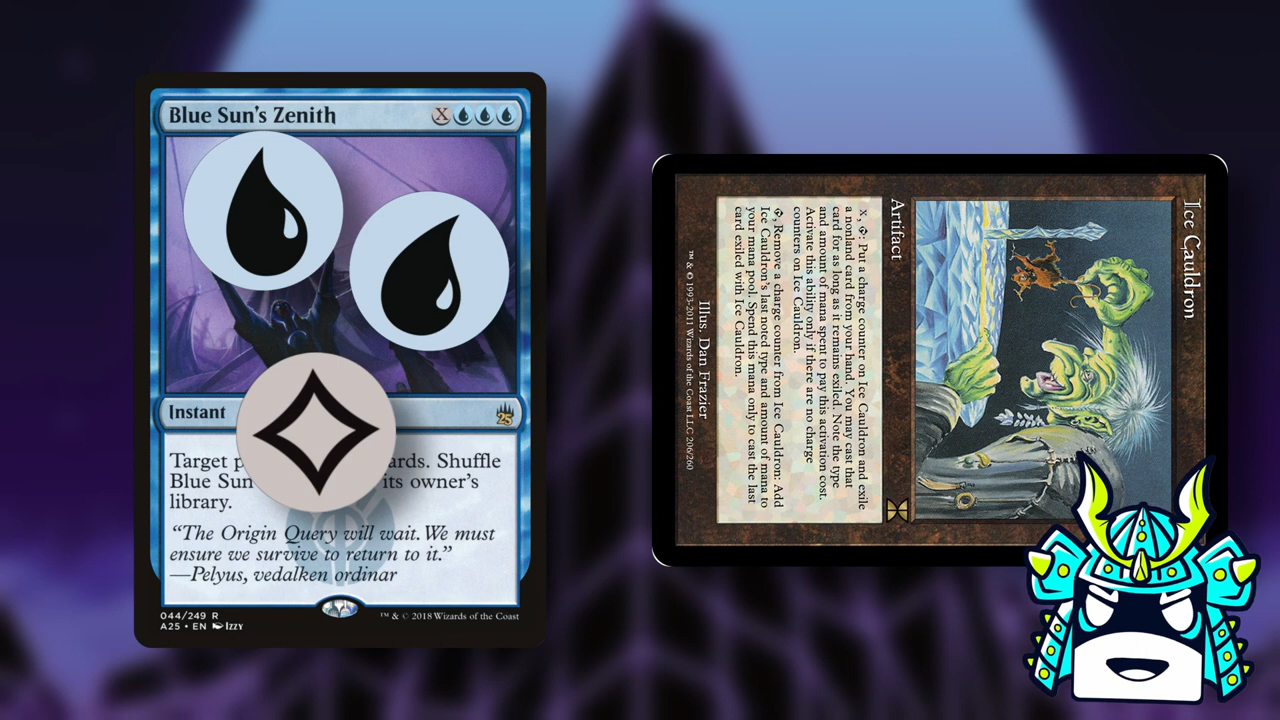 Blue Sun's Zenith X
Instant
Target p ards. Shuffle
Blue Sun its owner's
library.
“The Origin Query will wait. We must
ensure we survive to return to it.”
—Pelyus, vedalken ordinar
044/249 R
A25 • EN Izzy
™ & © 2018 Wizards of the Coast
25
Ice Cauldron
Artifact
X, : Put a charge counter on Ice Cauldron and exile
a nonland card from your hand. You may cast that
card for as long as it remains exiled. Note the type
and amount of mana spent to pay this activation cost.
Activate this ability only if there are no charge
counters on Ice Cauldron.
, Remove a charge counter from Ice Cauldron: Add
Ice Cauldron's last noted type and amount of mana to
your mana pool. Spend this mana only to cast the last
card exiled with Ice Cauldron.
Illus. Dan Frazier
™ & © 1993-2011 Wizards of the Coast LLC 206/260